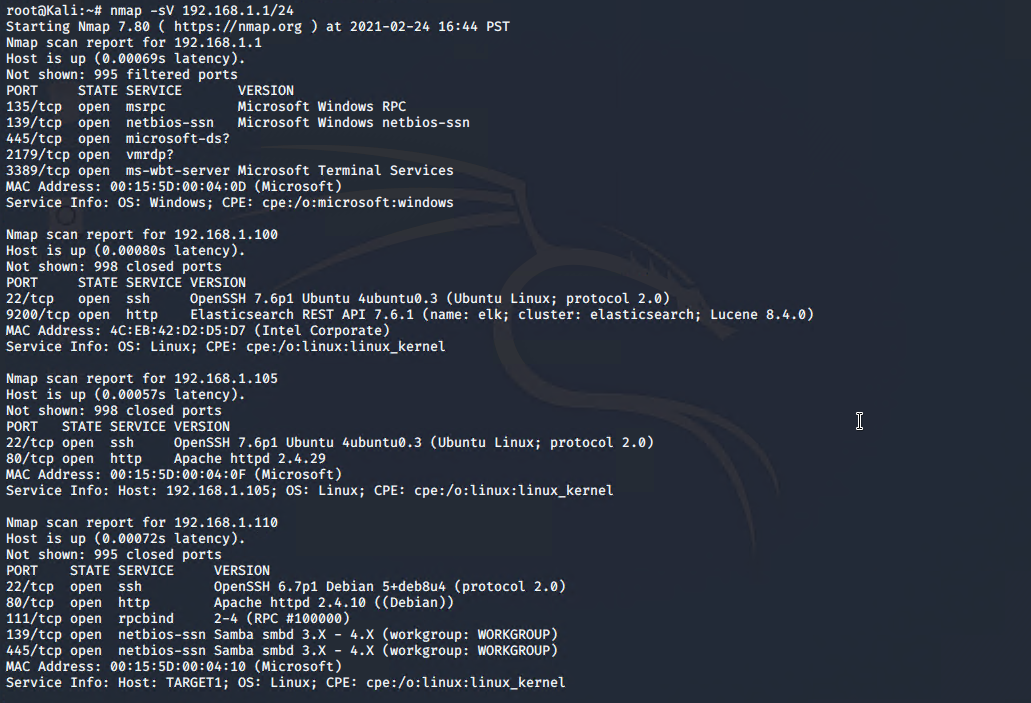 root@Kali:~# nmap -sV 192.168.1.1/24
Starting Nmap 7.80 ( https://nmap.org ) at 2021-02-24 16:44 PST
Nmap scan report for 192.168.1.1
Host is up (0.00069s latency).
Not shown: 995 filtered ports
PORT     STATE SERVICE       VERSION
135/tcp  open  msrpc         Microsoft Windows RPC
139/tcp  open  netbios-ssn   Microsoft Windows netbios-ssn
445/tcp  open  microsoft-ds?
2179/tcp open  vmrdp?
3389/tcp open  ms-wbt-server Microsoft Terminal Services
MAC Address: 00:15:5D:00:04:0D (Microsoft)
Service Info: OS: Windows; CPE: cpe:/o:microsoft:windows

Nmap scan report for 192.168.1.100
Host is up (0.00080s latency).
Not shown: 998 closed ports
PORT     STATE SERVICE VERSION
22/tcp   open  ssh     OpenSSH 7.6p1 Ubuntu 4ubuntu0.3 (Ubuntu Linux; protocol 2.0)
9200/tcp open  http    Elasticsearch REST API 7.6.1 (name: elk; cluster: elasticsearch; Lucene 8.4.0)
MAC Address: 4C:EB:42:D2:D5:D7 (Intel Corporate)
Service Info: OS: Linux; CPE: cpe:/o:linux:linux_kernel

Nmap scan report for 192.168.1.105
Host is up (0.00057s latency).
Not shown: 998 closed ports
PORT   STATE SERVICE VERSION
22/tcp open  ssh     OpenSSH 7.6p1 Ubuntu 4ubuntu0.3 (Ubuntu Linux; protocol 2.0)
80/tcp open  http    Apache httpd 2.4.29
MAC Address: 00:15:5D:00:04:0F (Microsoft)
Service Info: Host: 192.168.1.105; OS: Linux; CPE: cpe:/o:linux:linux_kernel

Nmap scan report for 192.168.1.110
Host is up (0.00072s latency).
Not shown: 995 closed ports
PORT    STATE SERVICE     VERSION
22/tcp  open  ssh         OpenSSH 6.7p1 Debian 5+deb8u4 (protocol 2.0)
80/tcp  open  http        Apache httpd 2.4.10 ((Debian))
111/tcp open  rpcbind     2-4 (RPC #100000)
139/tcp open  netbios-ssn Samba smbd 3.X - 4.X (workgroup: WORKGROUP)
445/tcp open  netbios-ssn Samba smbd 3.X - 4.X (workgroup: WORKGROUP)
MAC Address: 00:15:5D:00:04:10 (Microsoft)
Service Info: Host: TARGET1; OS: Linux; CPE: cpe:/o:linux:linux_kernel